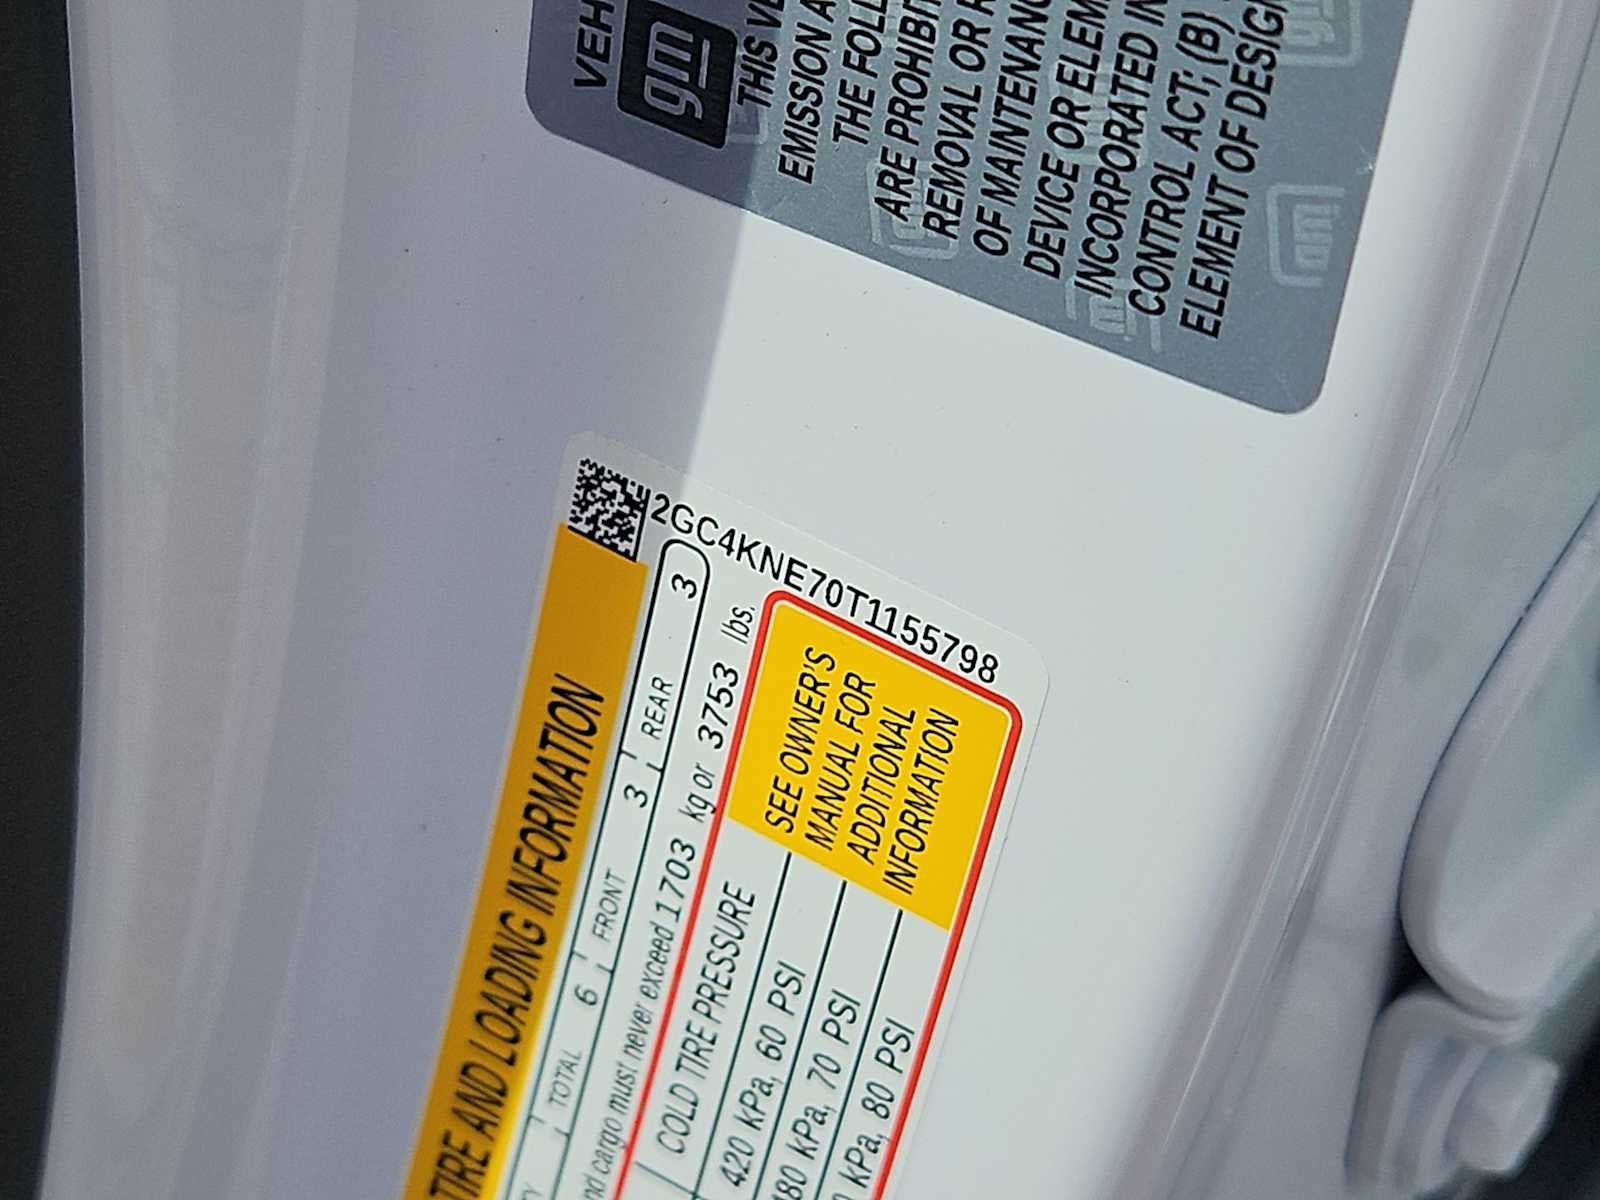 VEH
gm
THIS VE
EMISSION A
THE FOLL
ARE PROHIBI
REMOVAL OR R
OF MAINTENANC
DEVICE OR ELEM
INCORPORATED IN
CONTROL ACT; (B)
ELEMENT OF DESIGN
TIRE AND LOADING INFORMATION
TOTAL 6 FRONT 3 REAR 3
nd cargo must never exceed 1703 kg or 3753 lbs.
COLD TIRE PRESSURE
420 kPa, 60 PSI
480 kPa, 70 PSI
kPa, 80 PSI
SEE OWNER'S
MANUAL FOR
ADDITIONAL
INFORMATION
2GC4KNE70T1155798